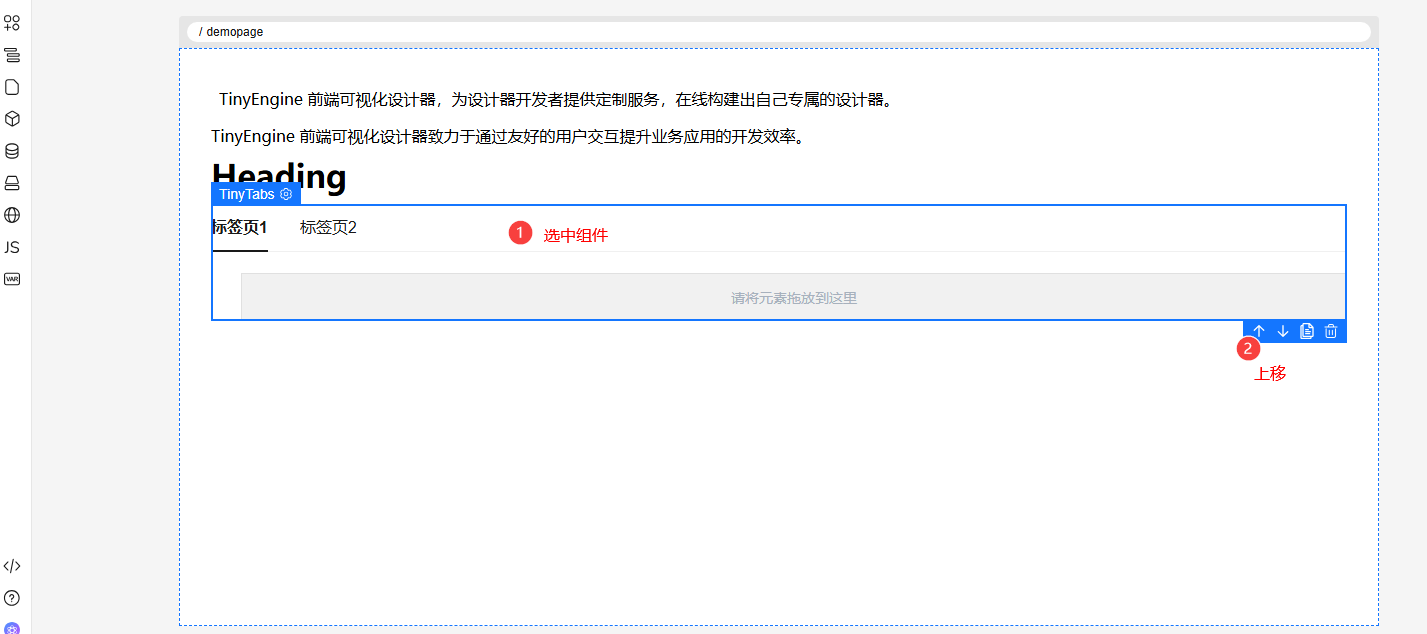 / demopage
TinyEngine 前端可视化设计器，为设计器开发者提供定制服务，在线构建出自己专属的设计器。
TinyEngine 前端可视化设计器致力于通过友好的用户交互提升业务应用的开发效率。
Heading
TinyTabs
标签页1 标签页2
1 选中组件
JS
VAR
请将元素拖放到这里
2
上移